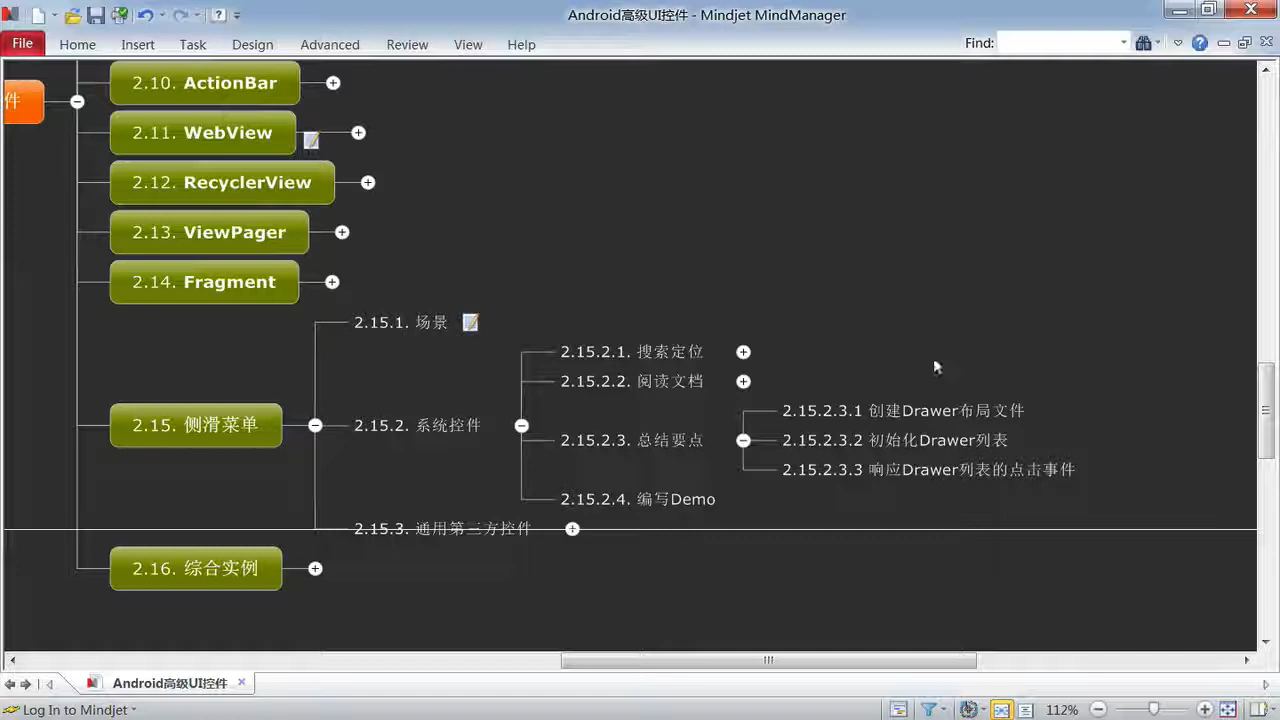 Android高级UI控件 - Mindjet MindManager
File Home Insert Task Design Advanced Review View Help Find:
件
2.10. ActionBar
2.11. WebView
2.12. RecyclerView
2.13. ViewPager
2.14. Fragment
2.15.1. 场景
2.15.2.1. 搜索定位
2.15.2.2. 阅读文档
2.15.2.3.1 创建Drawer布局文件
2.15. 侧滑菜单
2.15.2. 系统控件
2.15.2.3. 总结要点
2.15.2.3.2 初始化Drawer列表
2.15.2.3.3 响应Drawer列表的点击事件
2.15.2.4. 编写Demo
2.15.3. 通用第三方控件
2.16. 综合实例
Android高级UI控件
Log In to Mindjet
112%